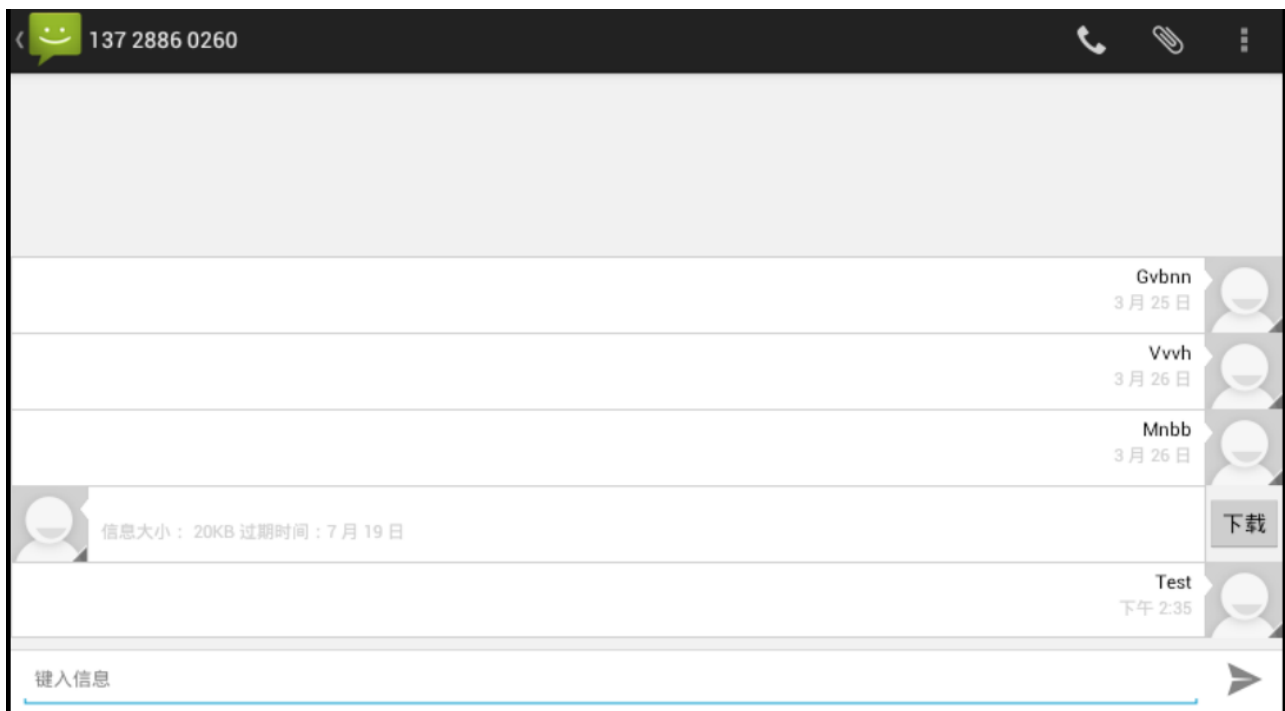 137 2886 0260
Gvbnn
3 月 25 日
Vvvh
3 月 26 日
Mnbb
3 月 26 日
信息大小： 20KB 过期时间：7 月 19 日
下载
Test
下午 2:35
键入信息